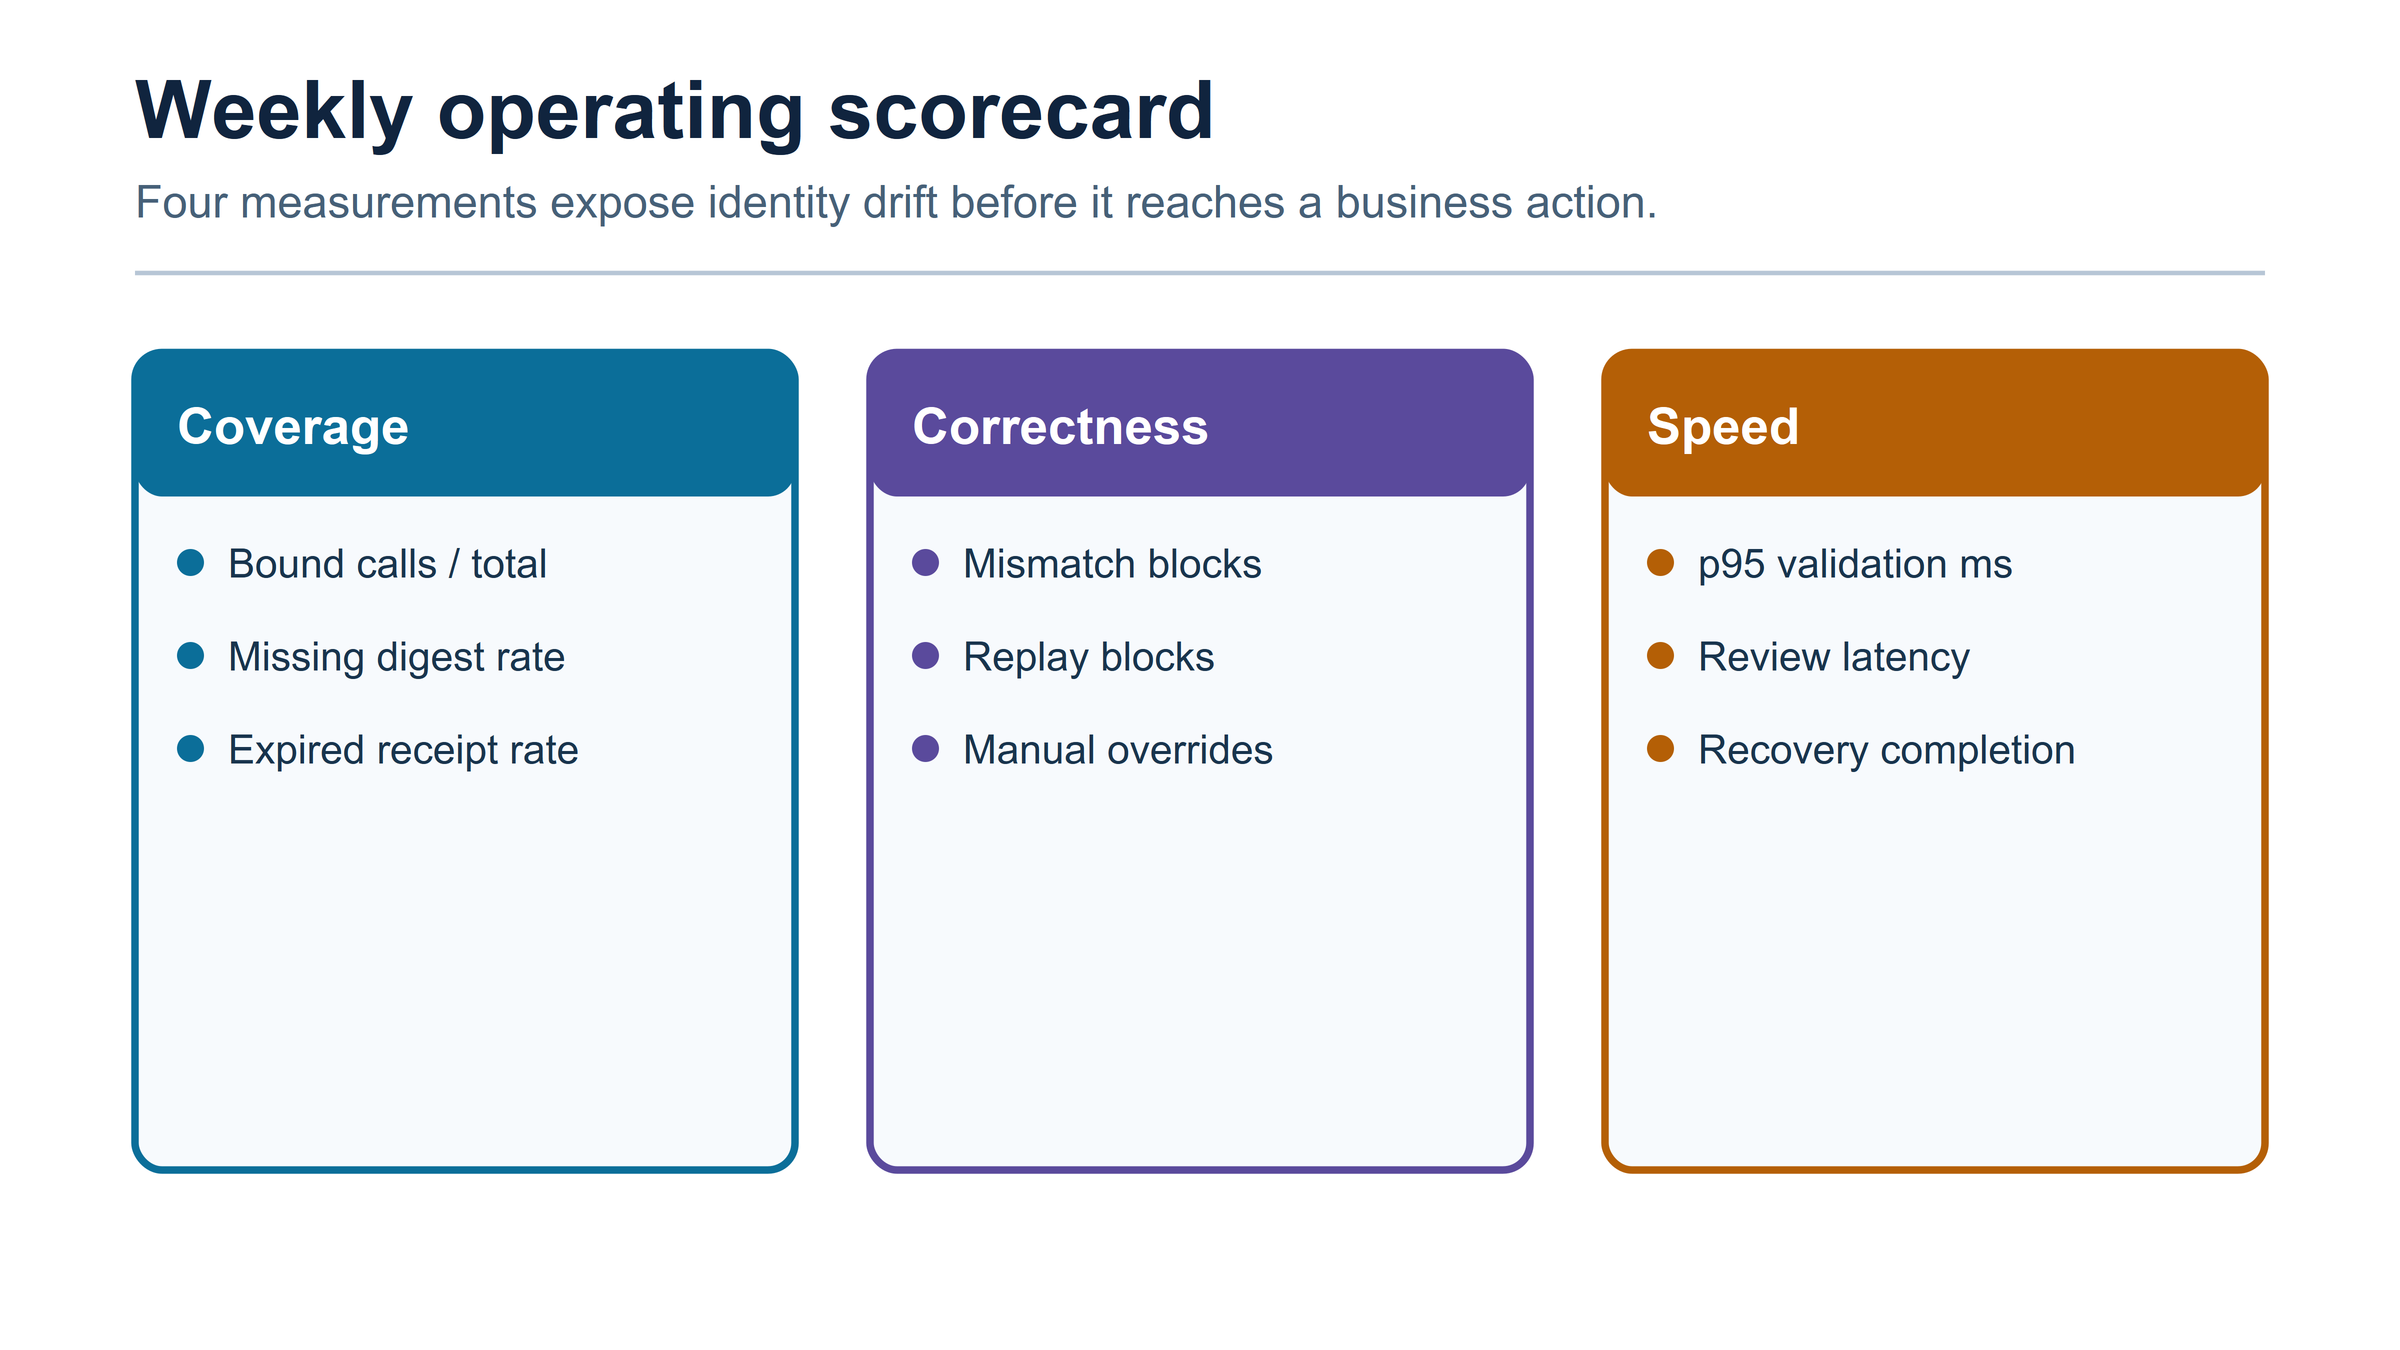 Weekly operating scorecard
Four measurements expose identity drift before it reaches a business action.
Coverage
Bound calls / total
Missing digest rate
Expired receipt rate
Correctness
Mismatch blocks
Replay blocks
Manual overrides
Speed
p95 validation ms
Review latency
Recovery completion